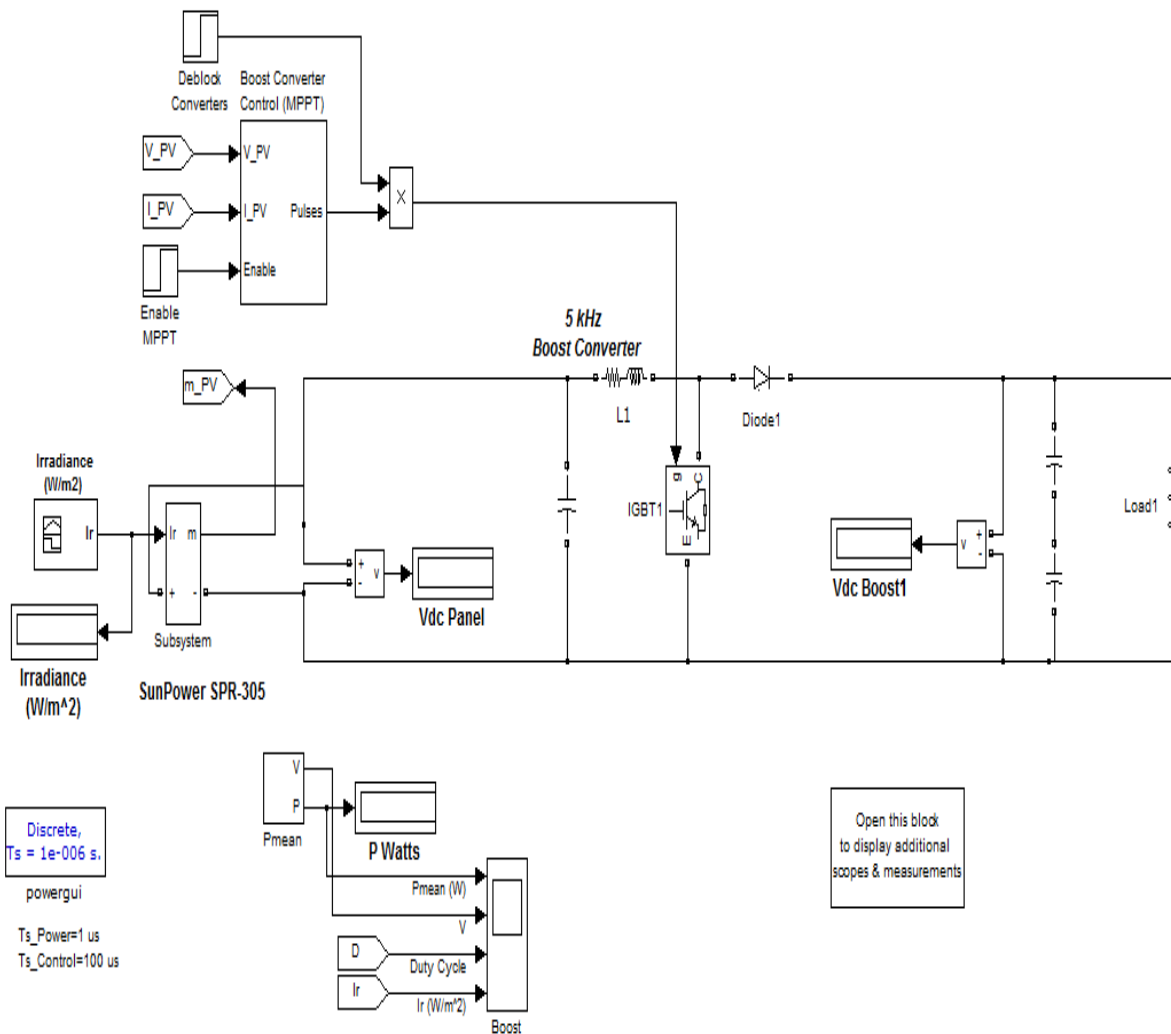 Deblock
Converters
Boost Converter
Control (MPPT)
V_PV
V_PV
I_PV
I_PV
Pulses
X
Enable
Enable
MPPT
5 kHz
Boost Converter
m_PV
L1
Diode1
Irradiance
(W/m2)
Ir
Ir
m
+
-
Subsystem
+
-
v
Vdc Panel
g
C
E
IGBT1
Vdc Boost1
v
+
-
Load1
Irradiance
(W/m^2)
SunPower SPR-305
V
P
Pmean
P Watts
Discrete,
Ts = 1e-006 s.
powergui
Ts_Power=1 us
Ts_Control=100 us
Pmean (W)
V
D
Duty Cycle
Ir
Ir (W/m^2)
Boost
Open this block
to display additional
scopes & measurements